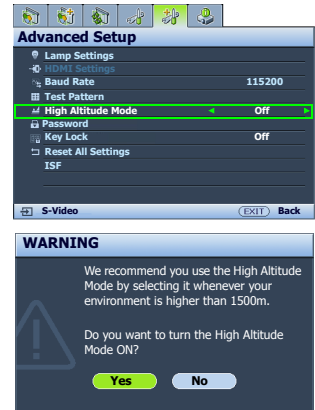 Advanced Setup
Lamp Settings
HDMI Settings
Baud Rate 115200
Test Pattern
High Altitude Mode Off
Password
Key Lock Off
Reset All Settings
ISF
S-Video EXIT Back
WARNING
We recommend you use the High Altitude
Mode by selecting it whenever your
environment is higher than 1500m.
Do you want to turn the High Altitude
Mode ON?
Yes No